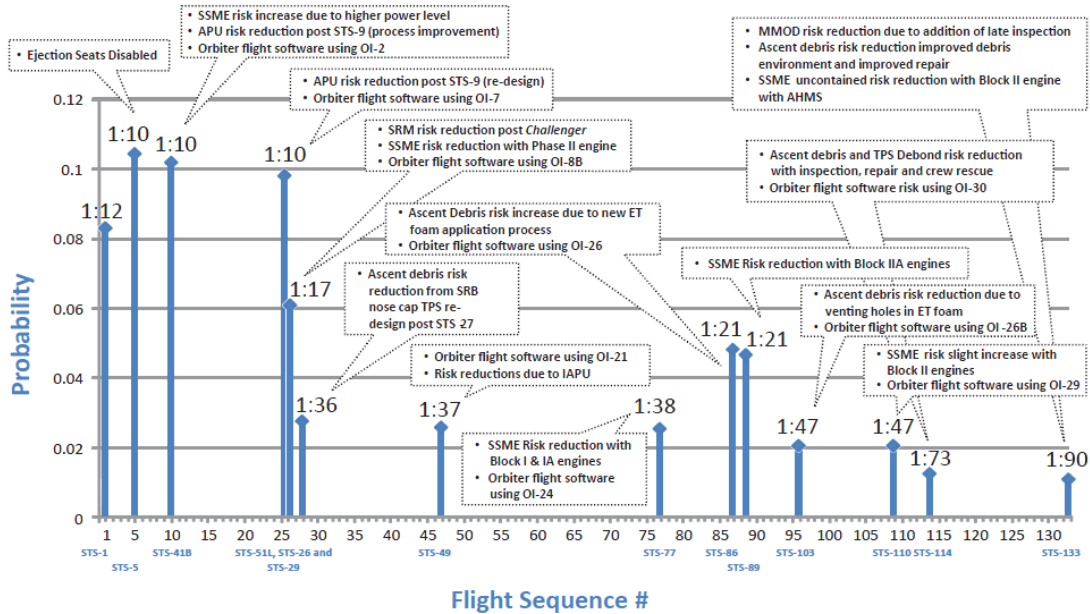 • Ejection Seats Disabled
• SSME risk increase due to higher power level
• APU risk reduction post STS-9 (process improvement)
• Orbiter flight software using OI-2
• APU risk reduction post STS-9 (re-design)
• Orbiter flight software using OI-7
• SRM risk reduction post Challenger
• SSME risk reduction with Phase II engine
• Orbiter flight software using OI-8B
• MMOD risk reduction due to addition of late inspection
• Ascent debris risk reduction improved debris
environment and improved repair
• SSME uncontained risk reduction with Block II engine
with AHMS
• Ascent debris and TPS Debond risk reduction
with inspection, repair and crew rescue
• Orbiter flight software risk using OI-30
• Ascent Debris risk increase due to new ET
foam application process
• Orbiter flight software using OI-26
• SSME Risk reduction with Block IIA engines
• Ascent debris risk
reduction from SRB
nose cap TPS re-
design post STS-27
• Ascent debris risk reduction due to
venting holes in ET foam
• Orbiter flight software using OI-26B
• Orbiter flight software using OI-21
• Risk reductions due to IAPU
• SSME risk slight increase with
Block II engines
• Orbiter flight software using OI-29
• SSME Risk reduction with
Block I & IA engines
• Orbiter flight software
using OI-24
Probability
0.12
0.1
0.08
0.06
0.04
0.02
0
1:12
1:10
1:10
1:10
1:17
1:36
1:37
1:38
1:21
1:21
1:47
1:47
1:73
1:90
1 5 10 15 20 25 30 35 40 45 50 55 60 65 70 75 80 85 90 95 100 105 110 115 120 125 130
STS-1
STS-5
STS-41B
STS-51L, STS-26 and
STS-29
STS-49
STS-77
STS-86
STS-89
STS-103
STS-110
STS-114
STS-133
Flight Sequence #